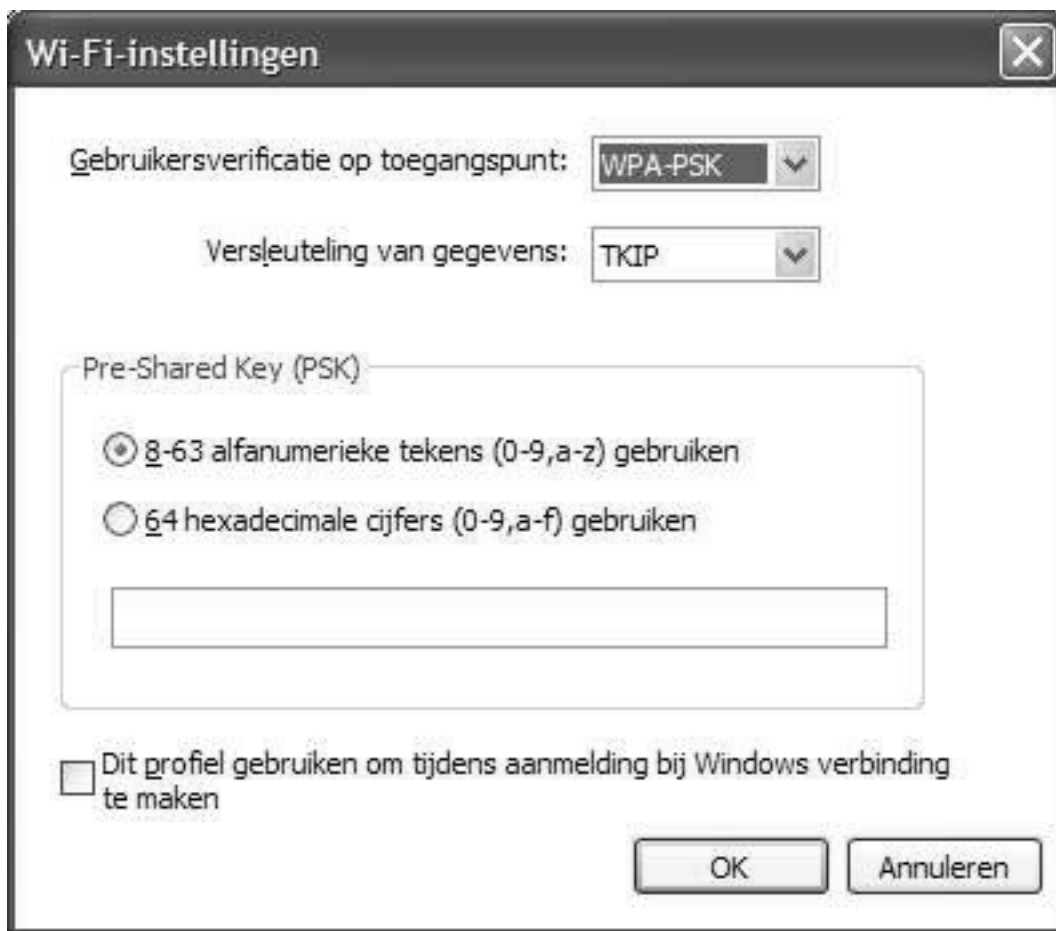 Wi-Fi-instellingen
Gebruikersverificatie op toegangspunt: WPA-PSK
Versleuteling van gegevens: TKIP
Pre-Shared Key (PSK)
8-63 alfanumerieke tekens (0-9,a-z) gebruiken
64 hexadecimale cijfers (0-9,a-f) gebruiken
Dit profiel gebruiken om tijdens aanmelding bij Windows verbinding
te maken
OK Annuleren